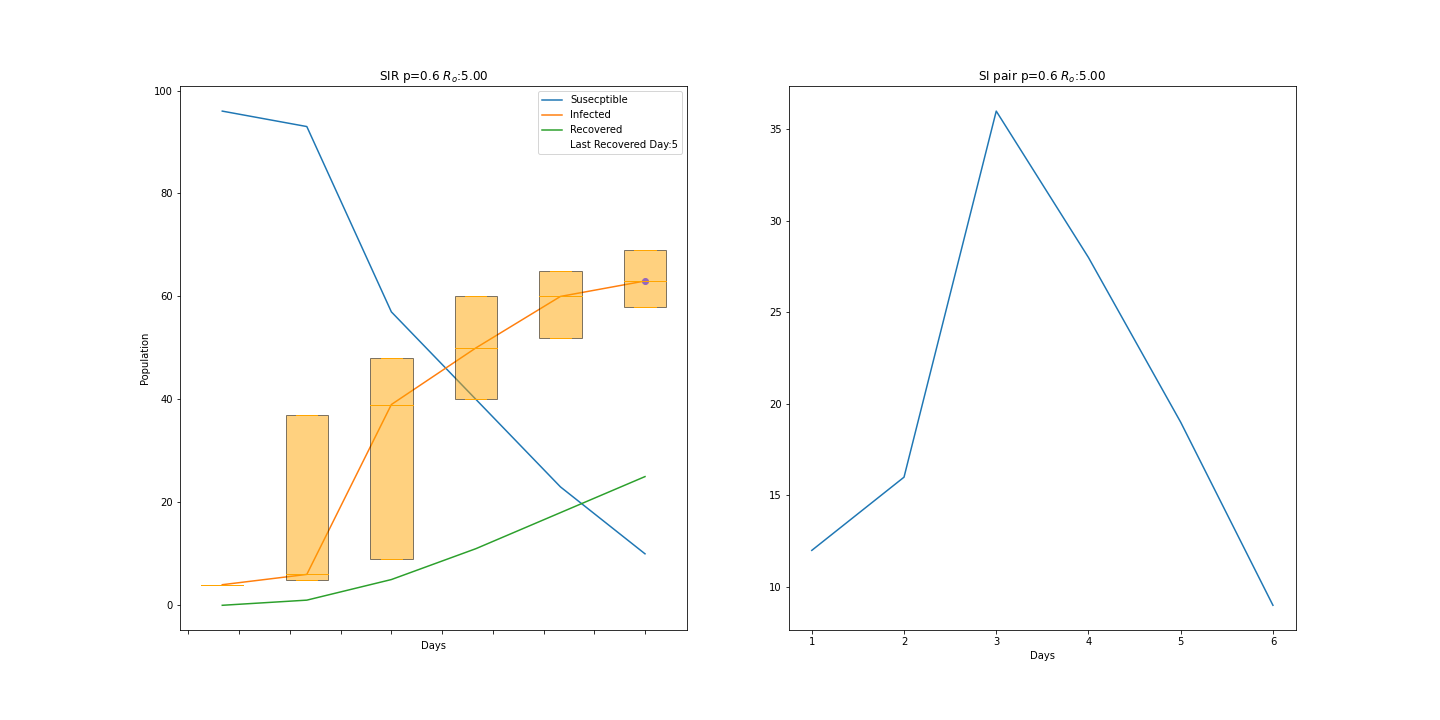 SIR p=0.6 Rₒ:5.00
100
80
60
40
20
0
Population
Days
Susecptible
Infected
Recovered
Last Recovered Day:5
SI pair p=0.6 Rₒ:5.00
35
30
25
20
15
10
1 2 3 4 5 6
Days